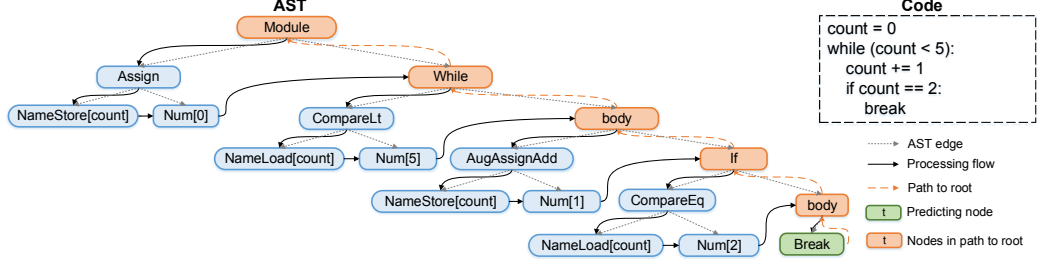 AST
Code
Module
count = 0
while (count < 5):
count += 1
if count == 2:
break
Assign
While
NameStore[count]
Num[0]
CompareLt
body
NameLoad[count]
Num[5]
AugAssignAdd
If
NameStore[count]
Num[1]
CompareEq
body
NameLoad[count]
Num[2]
Break
AST edge
Processing flow
Path to root
t Predicting node
t Nodes in path to root